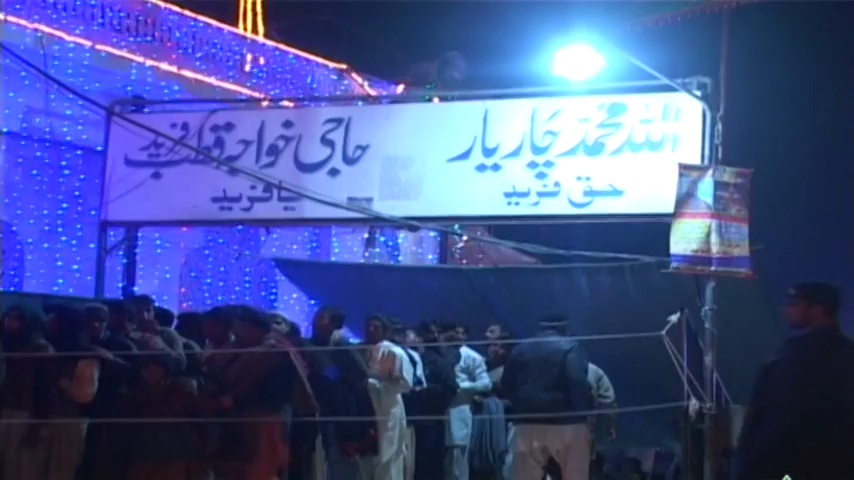 اللہ محمد چار یار حاجی خواجہ قطب فرید
حق فرید یا فرید